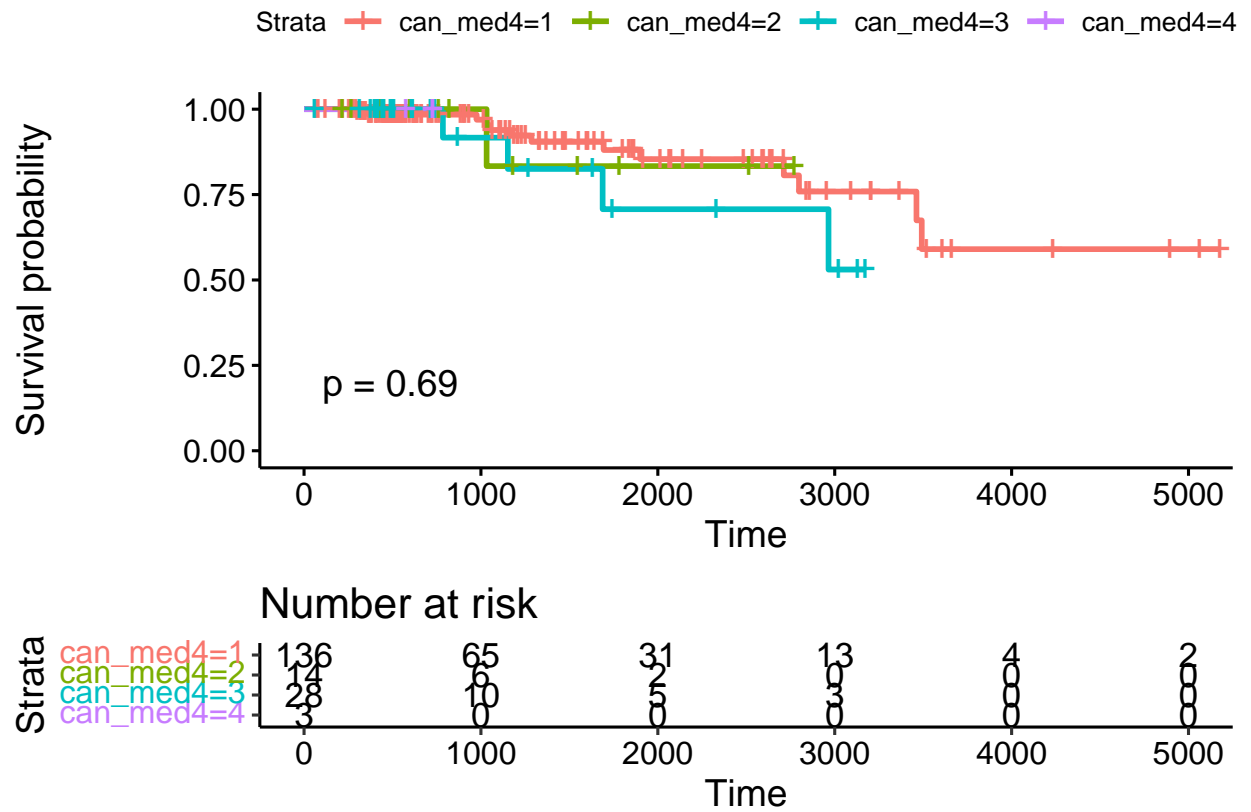 Strata can_med4=1 can_med4=2 can_med4=3 can_med4=4
Survival probability
1.00
0.75
0.50
0.25
0.00
p = 0.69
0 1000 2000 3000 4000 5000
Time
Number at risk
Strata
can_med4=1 136 65 31 13 4 2
can_med4=2 14 6 2 0 0 0
can_med4=3 28 10 5 3 0 0
can_med4=4 3 0 0 0 0 0
0 1000 2000 3000 4000 5000
Time